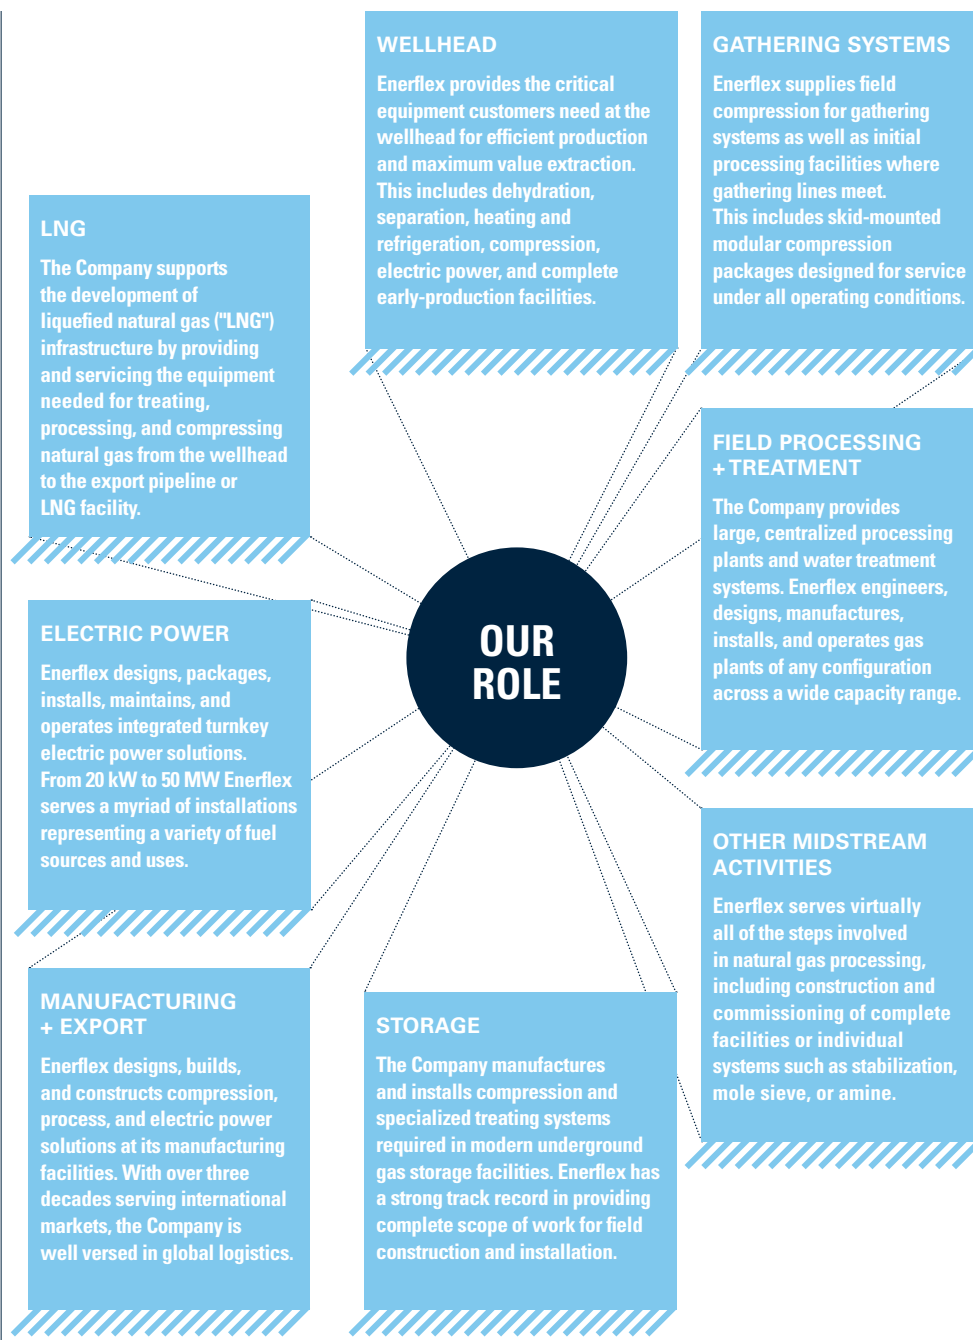 WELLHEAD
Enerflex provides the critical
equipment customers need at the
wellhead for efficient production
and maximum value extraction.
This includes dehydration,
separation, heating and
refrigeration, compression,
electric power, and complete
early-production facilities.
GATHERING SYSTEMS
Enerflex supplies field
compression for gathering
systems as well as initial
processing facilities where
gathering lines meet.
This includes skid-mounted
modular compression
packages designed for service
under all operating conditions.
LNG
The Company supports
the development of
liquefied natural gas ("LNG")
infrastructure by providing
and servicing the equipment
needed for treating,
processing, and compressing
natural gas from the wellhead
to the export pipeline or
LNG facility.
FIELD PROCESSING
+ TREATMENT
The Company provides
large, centralized processing
plants and water treatment
systems. Enerflex engineers,
designs, manufactures,
installs, and operates gas
plants of any configuration
across a wide capacity range.
OUR
ROLE
ELECTRIC POWER
Enerflex designs, packages,
installs, maintains, and
operates integrated turnkey
electric power solutions.
From 20 kW to 50 MW Enerflex
serves a myriad of installations
representing a variety of fuel
sources and uses.
OTHER MIDSTREAM
ACTIVITIES
Enerflex serves virtually
all of the steps involved
in natural gas processing,
including construction and
commissioning of complete
facilities or individual
systems such as stabilization,
mole sieve, or amine.
MANUFACTURING
+ EXPORT
Enerflex designs, builds,
and constructs compression,
process, and electric power
solutions at its manufacturing
facilities. With over three
decades serving international
markets, the Company is
well versed in global logistics.
STORAGE
The Company manufactures
and installs compression and
specialized treating systems
required in modern underground
gas storage facilities. Enerflex has
a strong track record in providing
complete scope of work for field
construction and installation.